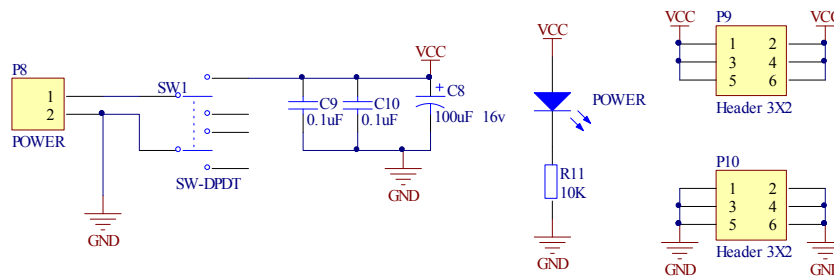 P8
1
2
POWER
GND
SW1
SW-DPDT
C9
0.1uF
C10
0.1uF
VCC
C8
100uF 16v
GND
VCC
POWER
R11
10K
GND
VCC
P9
VCC
1 2
3 4
5 6
Header 3X2
P10
1 2
3 4
5 6
GND
Header 3X2
GND